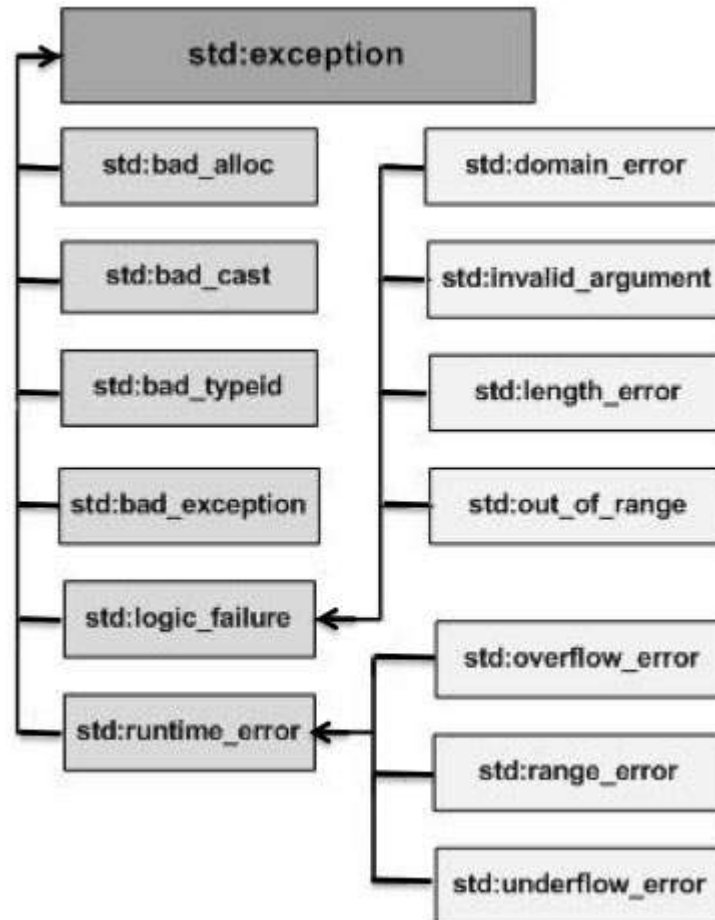 std:exception
std:bad_alloc
std:bad_cast
std:bad_typeid
std:bad_exception
std:logic_failure
std:runtime_error
std:domain_error
std:invalid_argument
std:length_error
std:out_of_range
std:overflow_error
std:range_error
std:underflow_error